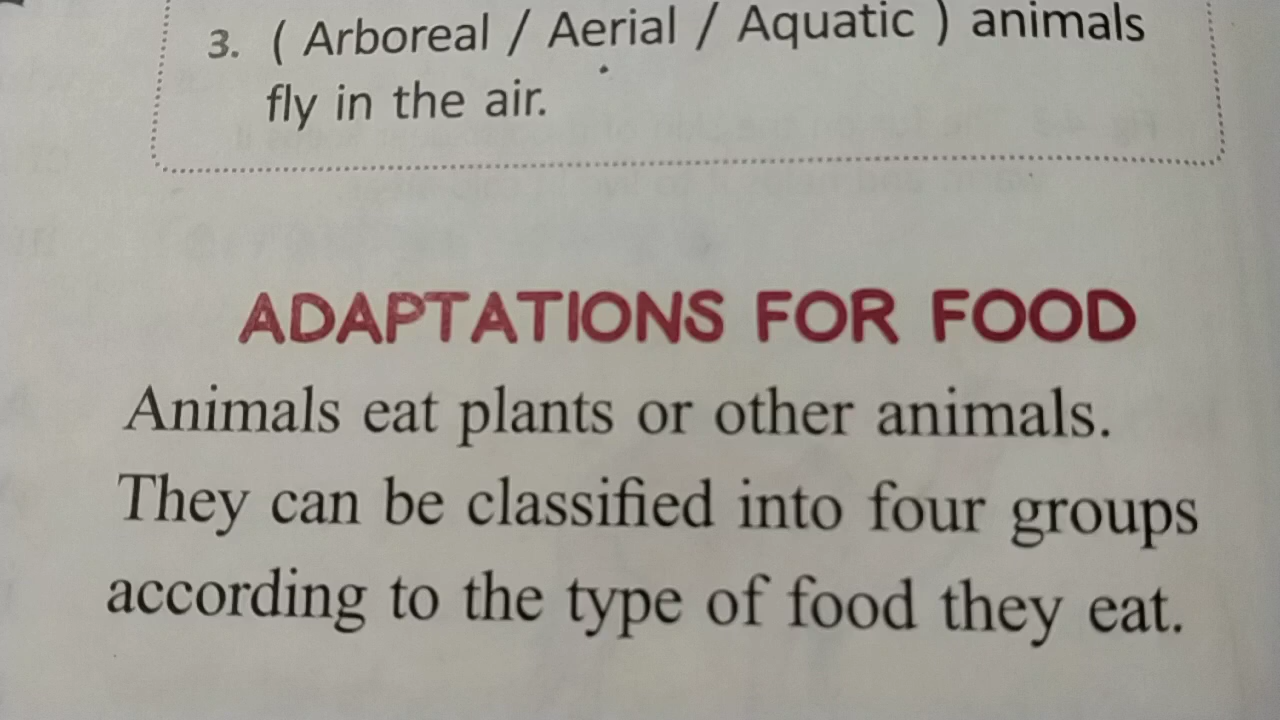 3. ( Arboreal / Aerial / Aquatic ) animals
fly in the air.
ADAPTATIONS FOR FOOD
Animals eat plants or other animals.
They can be classified into four groups
according to the type of food they eat.